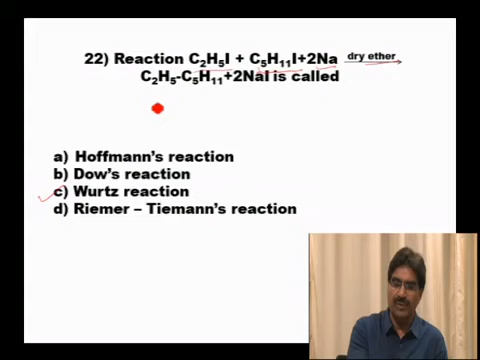 22) Reaction C₂H₅I + C₅H₁₁I+2Na dry ether
C₂H₅-C₅H₁₁+2NaI is called
a) Hoffmann's reaction
b) Dow's reaction
c) Wurtz reaction
d) Riemer – Tiemann's reaction